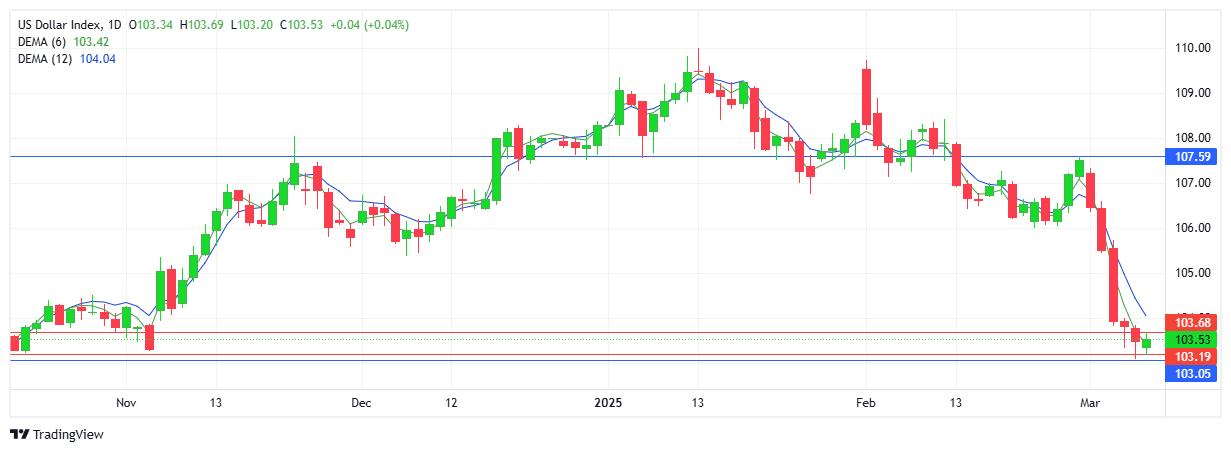 US Dollar Index, 1D O103.34 H103.69 L103.20 C103.53 +0.04 (+0.04%)
DEMA (6) 103.42
DEMA (12) 104.04
110.00
109.00
108.00
107.59
107.00
106.00
105.00
103.68
103.53
103.19
103.05
Nov 13 Dec 12 2025 13 Feb 13 Mar
TradingView